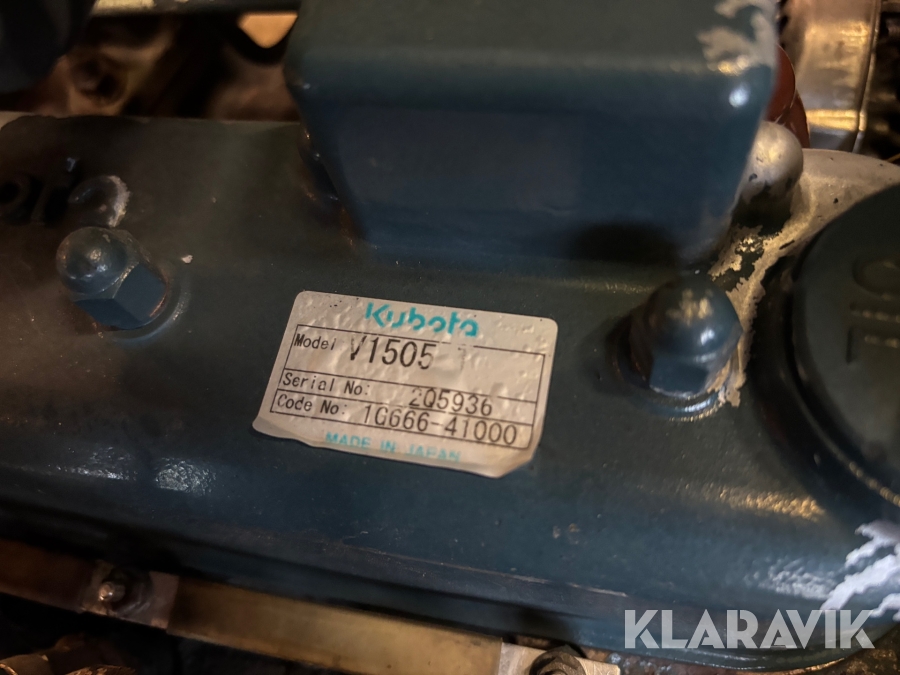 Kubota
Model V1505
Serial No: 2Q5936
Code No: 1G666-41000
MADE IN JAPAN
KLARAVIK